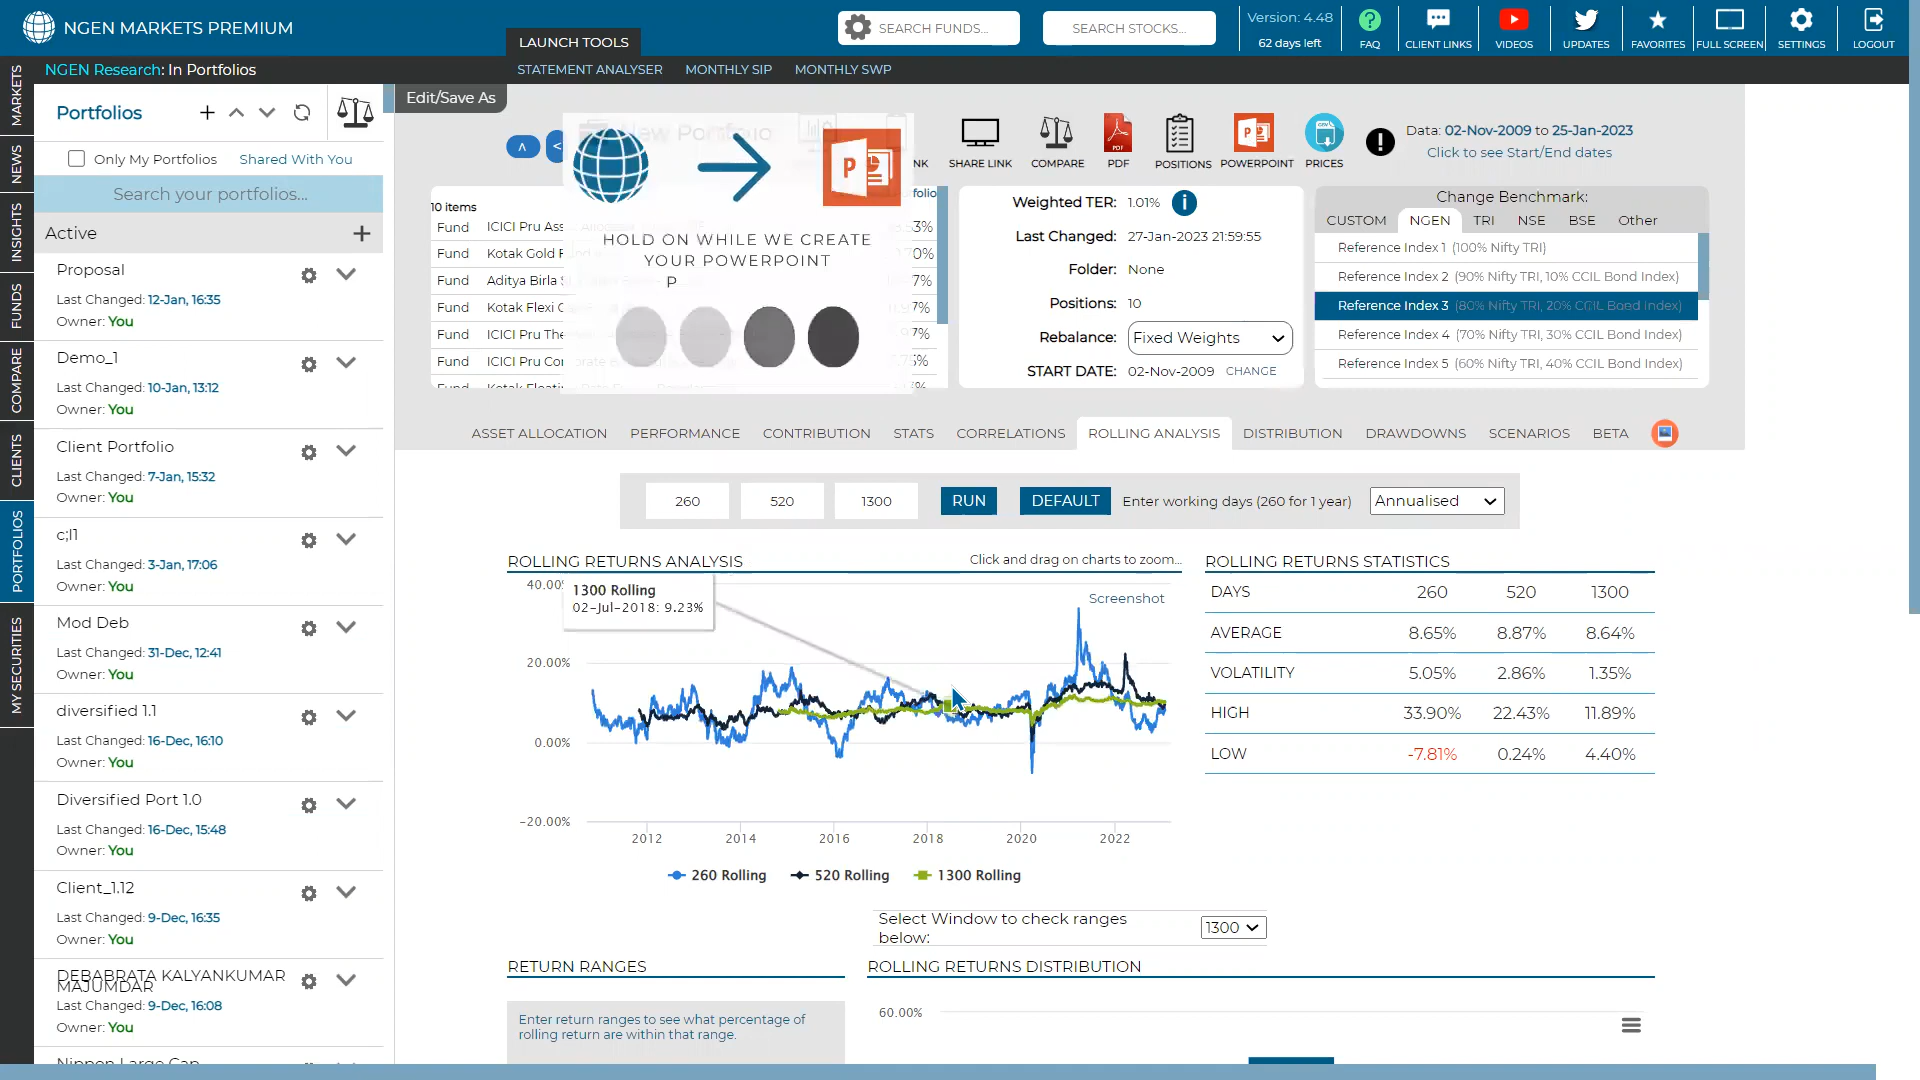 NGEN MARKETS PREMIUM
LAUNCH TOOLS
SEARCH FUNDS...
SEARCH STOCKS...
Version: 4.48
62 days left
FAQ
CLIENT LINKS
VIDEOS
UPDATES
FAVORITES
FULL SCREEN
SETTINGS
LOGOUT
NGEN Research: In Portfolios
STATEMENT ANALYSER
MONTHLY SIP
MONTHLY SWP
MARKETS
NEWS
INSIGHTS
FUNDS
COMPARE
CLIENTS
PORTFOLIOS
MY SECURITIES
Portfolios
Only My Portfolios
Shared With You
Search your portfolios...
Active
Proposal
Last Changed: 12-Jan, 16:35
Owner: You
Demo_1
Last Changed: 10-Jan, 13:12
Owner: You
Client Portfolio
Last Changed: 7-Jan, 15:32
Owner: You
c;l1
Last Changed: 3-Jan, 17:06
Owner: You
Mod Deb
Last Changed: 31-Dec, 12:41
Owner: You
diversified 1.1
Last Changed: 16-Dec, 16:10
Owner: You
Diversified Port 1.0
Last Changed: 16-Dec, 15:48
Owner: You
Client_1.12
Last Changed: 9-Dec, 16:35
Owner: You
DEBABRATA KALYANKUMAR
MAJUMDAR
Last Changed: 9-Dec, 16:08
Owner: You
Nippon Large Cap
Edit/Save As
New Portfolio
NK
SHARE LINK
COMPARE
PDF
POSITIONS
POWERPOINT
PRICES
Data: 02-Nov-2009 to 25-Jan-2023
Click to see Start/End dates
HOLD ON WHILE WE CREATE
YOUR POWERPOINT
- P
10 items
folio
Fund ICICI Pru Ass
Fund Kotak Gold Fund
Fund Aditya Birla S
Fund Kotak Flexi C
Fund ICICI Pru The
Fund ICICI Pru Cor
Fund Kotak Floatin
Weighted TER: 1.01%
Last Changed: 27-Jan-2023 21:59:55
Folder: None
Positions: 10
Rebalance: Fixed Weights
START DATE: 02-Nov-2009 CHANGE
Change Benchmark:
CUSTOM NGEN TRI NSE BSE Other
Reference Index 1 (100% Nifty TRI)
Reference Index 2 (90% Nifty TRI, 10% CCIL Bond Index)
Reference Index 3 (80% Nifty TRI, 20% CCIL Bond Index)
Reference Index 4 (70% Nifty TRI, 30% CCIL Bond Index)
Reference Index 5 (60% Nifty TRI, 40% CCIL Bond Index)
ASSET ALLOCATION PERFORMANCE CONTRIBUTION STATS CORRELATIONS ROLLING ANALYSIS DISTRIBUTION DRAWDOWNS SCENARIOS BETA
260 520 1300 RUN DEFAULT Enter working days (260 for 1 year) Annualised
ROLLING RETURNS ANALYSIS
Click and drag on charts to zoom...
Screenshot
1300 Rolling
02-Jul-2018: 9.23%
40.00
20.00%
0.00%
-20.00%
2012 2014 2016 2018 2020 2022
260 Rolling 520 Rolling 1300 Rolling
ROLLING RETURNS STATISTICS
DAYS 260 520 1300
AVERAGE 8.65% 8.87% 8.64%
VOLATILITY 5.05% 2.86% 1.35%
HIGH 33.90% 22.43% 11.89%
LOW -7.81% 0.24% 4.40%
Select Window to check ranges
below:
1300
RETURN RANGES
Enter return ranges to see what percentage of
rolling return are within that range.
ROLLING RETURNS DISTRIBUTION
60.00%